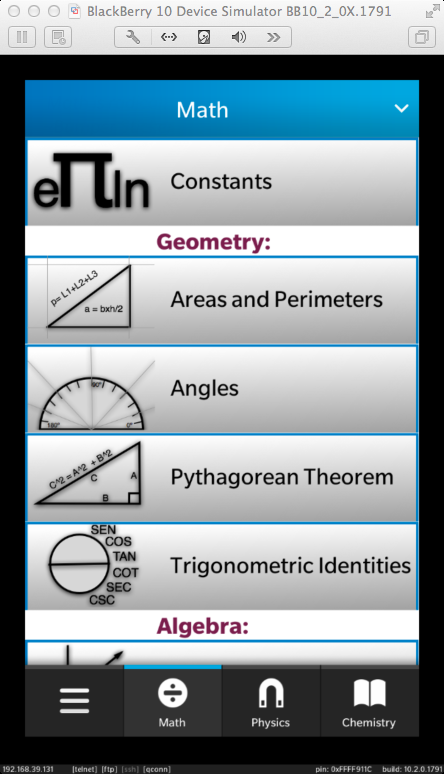 BlackBerry 10 Device Simulator BB10_2_0X.1791
Math
eΠln
Constants
Geometry:
p= L1+L2+L3
a = bxh/2
Areas and Perimeters
90°
180°
0°
Angles
C^2 = A^2 + B^2
C
A
B
Pythagorean Theorem
SEN
COS
TAN
COT
SEC
CSC
Trigonometric Identities
Algebra:
Math
Physics
Chemistry
192.168.39.131 [telnet] [ftp] [ssh] [qconn] pin: 0xFFFF911C build: 10.2.0.1791